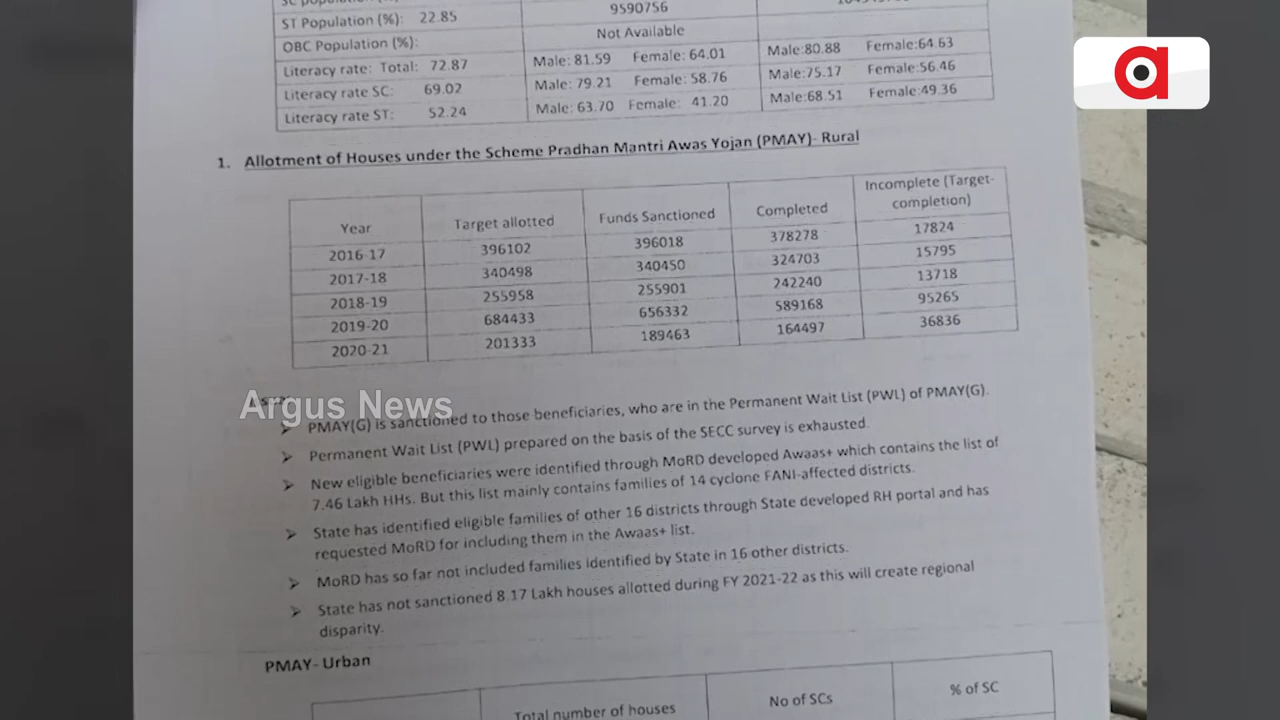 ST Population (%): 22.85 9590756
OBC Population (%): Not Available
Literacy rate: Total: 72.87 Male: 81.59 Female: 64.01 Male:80.88 Female:64.63
Literacy rate SC: 69.02 Male: 79.21 Female: 58.76 Male:75.17 Female:56.46
Literacy rate ST: 52.24 Male: 63.70 Female: 41.20 Male:68.51 Female:49.36
1. Allotment of Houses under the Scheme Pradhan Mantri Awas Yojan (PMAY)- Rural
Year Target allotted Funds Sanctioned Completed Incomplete (Target-
completion)
2016-17 396102 396018 378278 17824
2017-18 340498 340450 324703 15795
2018-19 255958 255901 242240 13718
2019-20 684433 656332 589168 95265
2020-21 201333 189463 164497 36836
Argus News
➢ PMAY(G) is sanctioned to those beneficiaries, who are in the Permanent Wait List (PWL) of PMAY(G).
➢ Permanent Wait List (PWL) prepared on the basis of the SECC survey is exhausted.
➢ New eligible beneficiaries were identified through MoRD developed Awaas+ which contains the list of
7.46 Lakh HHs. But this list mainly contains families of 14 cyclone FANI-affected districts.
➢ State has identified eligible families of other 16 districts through State developed RH portal and has
requested MoRD for including them in the Awaas+ list.
➢ MoRD has so far not included families identified by State in 16 other districts.
➢ State has not sanctioned 8.17 Lakh houses allotted during FY 2021-22 as this will create regional
disparity.
PMAY- Urban
Total number of houses No of SCs % of SC